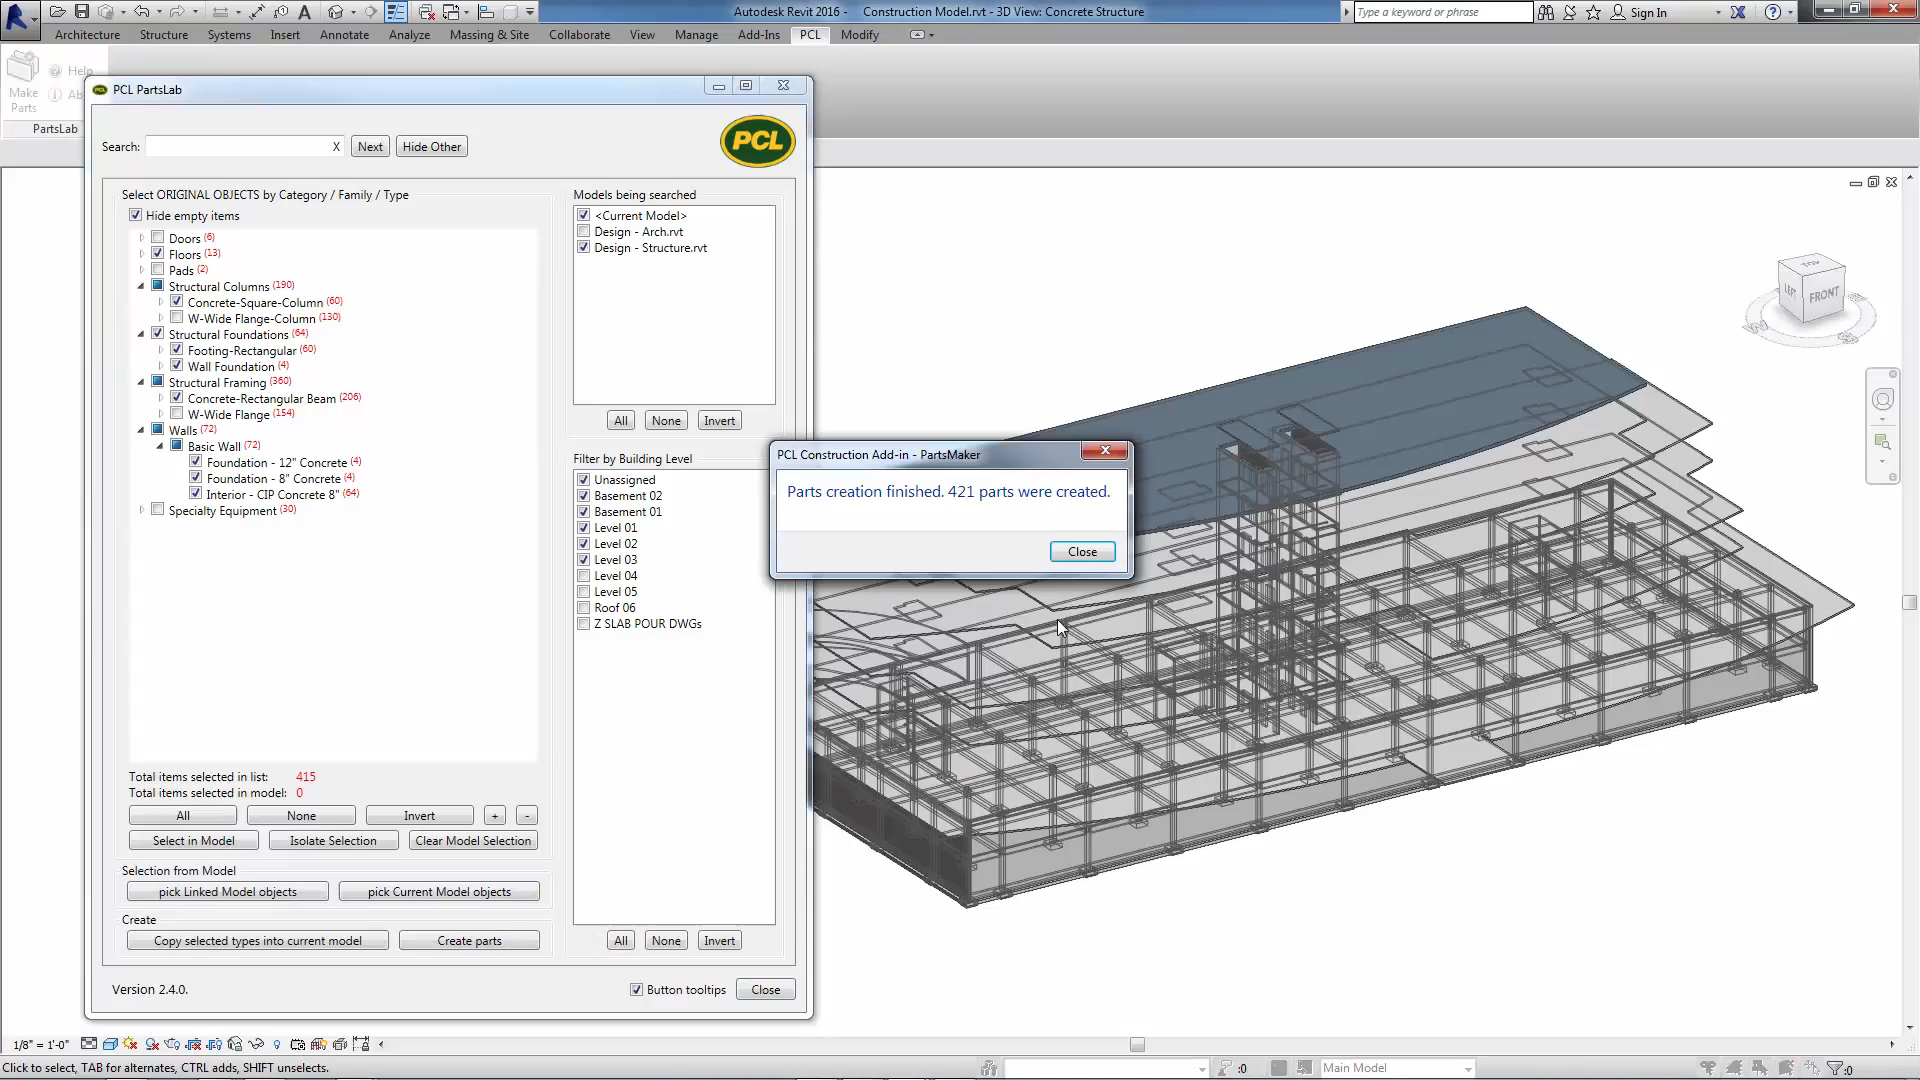 Autodesk Revit 2016 - Construction Model.rvt - 3D View: Concrete Structure
Type a keyword or phrase
Sign In
Architecture Structure Systems Insert Annotate Analyze Massing & Site Collaborate View Manage Add-Ins PCL Modify
Help
Make
Parts
Ab
PartsLab
PCL PartsLab
Search: X Next Hide Other
PCL
Select ORIGINAL OBJECTS by Category / Family / Type
Hide empty items
Doors (6)
Floors (13)
Pads (2)
Structural Columns (190)
Concrete-Square-Column (60)
W-Wide Flange-Column (130)
Structural Foundations (64)
Footing-Rectangular (60)
Wall Foundation (4)
Structural Framing (360)
Concrete-Rectangular Beam (206)
W-Wide Flange (154)
Walls (72)
Basic Wall (72)
Foundation - 12" Concrete (4)
Foundation - 8" Concrete (4)
Interior - CIP Concrete 8" (64)
Specialty Equipment (30)
Total items selected in list: 415
Total items selected in model: 0
All None Invert + -
Select in Model Isolate Selection Clear Model Selection
Selection from Model
pick Linked Model objects pick Current Model objects
Create
Copy selected types into current model Create parts
Models being searched
<Current Model>
Design - Arch.rvt
Design - Structure.rvt
All None Invert
Filter by Building Level
Unassigned
Basement 02
Basement 01
Level 01
Level 02
Level 03
Level 04
Level 05
Roof 06
Z SLAB POUR DWGs
All None Invert
Version 2.4.0.
Button tooltips Close
PCL Construction Add-in - PartsMaker
Parts creation finished. 421 parts were created.
Close
TOP
LEFT
FRONT
1/8" = 1'-0"
Click to select, TAB for alternates, CTRL adds, SHIFT unselects.
:0
Main Model
:0